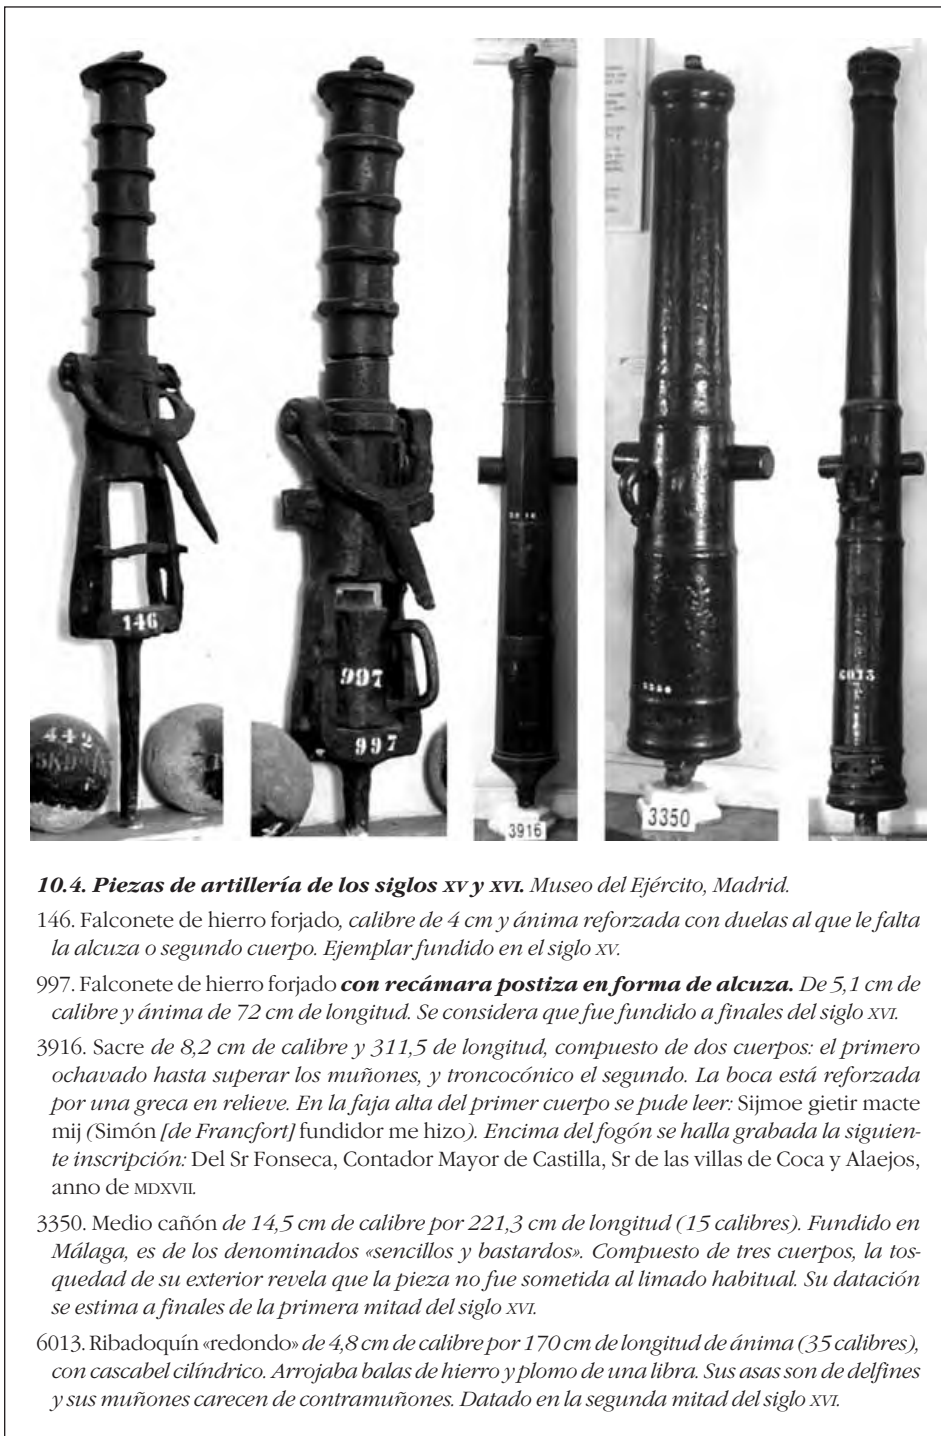 442
146
997
997
3916
3350
6013
3916
3350
10.4. Piezas de artillería de los siglos XV y XVI. Museo del Ejército, Madrid.
146. Falconete de hierro forjado, calibre de 4 cm y ánima reforzada con duelas al que le falta
la alcuza o segundo cuerpo. Ejemplar fundido en el siglo XV.
997. Falconete de hierro forjado con recámara postiza en forma de alcuza. De 5,1 cm de
calibre y ánima de 72 cm de longitud. Se considera que fue fundido a finales del siglo XVI.
3916. Sacre de 8,2 cm de calibre y 311,5 de longitud, compuesto de dos cuerpos: el primero
ochavado hasta superar los muñones, y troncocónico el segundo. La boca está reforzada
por una greca en relieve. En la faja alta del primer cuerpo se pude leer: Sijmoe gietir macte
mij (Simón [de Francfort] fundidor me hizo). Encima del fogón se halla grabada la siguien-
te inscripción: Del Sr Fonseca, Contador Mayor de Castilla, Sr de las villas de Coca y Alaejos,
anno de MDXVII.
3350. Medio cañón de 14,5 cm de calibre por 221,3 cm de longitud (15 calibres). Fundido en
Málaga, es de los denominados «sencillos y bastardos». Compuesto de tres cuerpos, la tos-
quedad de su exterior revela que la pieza no fue sometida al limado habitual. Su datación
se estima a finales de la primera mitad del siglo XVI.
6013. Ribadoquín «redondo» de 4,8 cm de calibre por 170 cm de longitud de ánima (35 calibres),
con cascabel cilíndrico. Arrojaba balas de hierro y plomo de una libra. Sus asas son de delfines
y sus muñones carecen de contramuñones. Datado en la segunda mitad del siglo XVI.